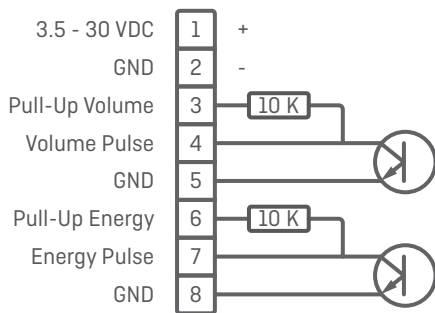 3.5 - 30 VDC 1 +
GND 2 -
Pull-Up Volume 3 10 K
Volume Pulse 4
GND 5
Pull-Up Energy 6 10 K
Energy Pulse 7
GND 8